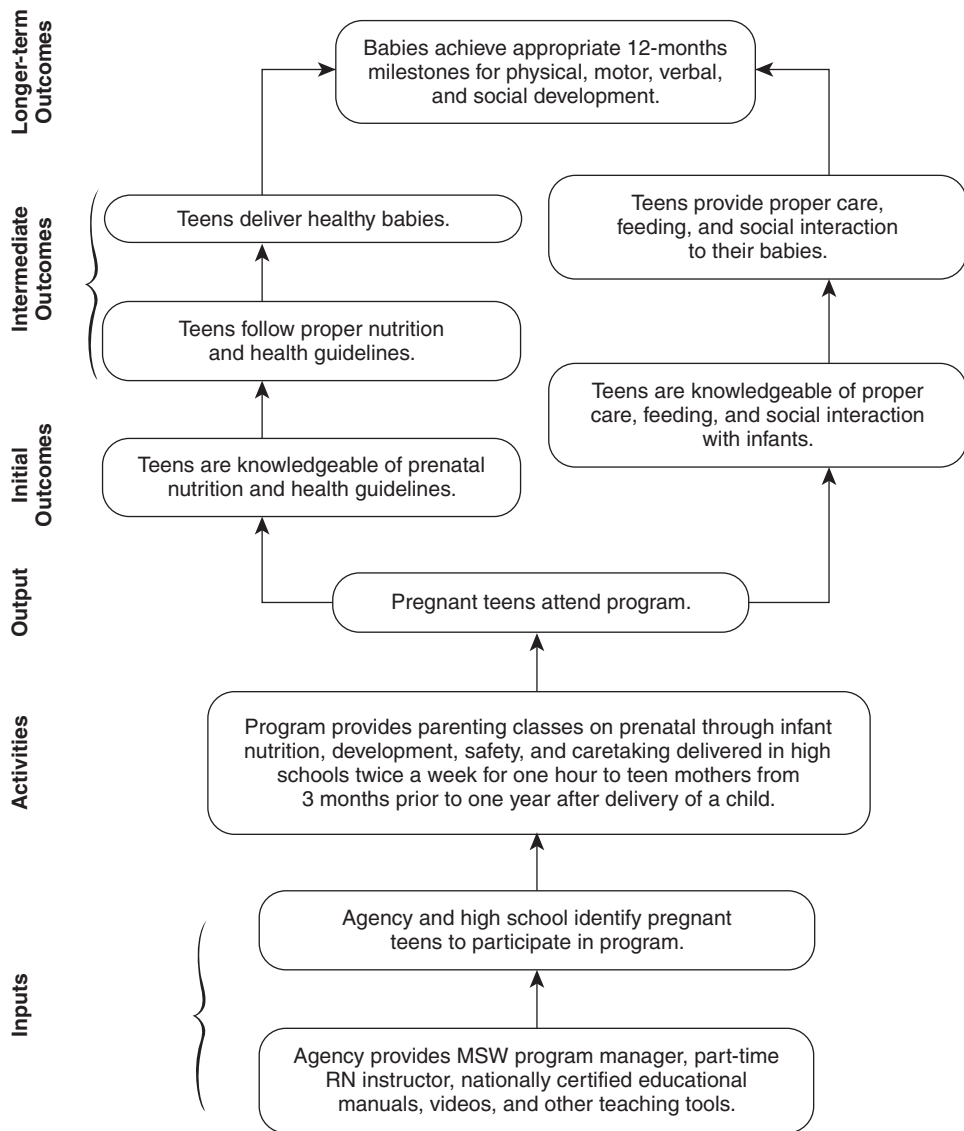 Longer-term
Outcomes
Babies achieve appropriate 12-months
milestones for physical, motor, verbal,
and social development.
Intermediate
Outcomes
Teens deliver healthy babies.
Teens provide proper care,
feeding, and social interaction
to their babies.
Teens follow proper nutrition
and health guidelines.
Teens are knowledgeable of proper
care, feeding, and social interaction
with infants.
Initial
Outcomes
Teens are knowledgeable of prenatal
nutrition and health guidelines.
Output
Pregnant teens attend program.
Activities
Program provides parenting classes on prenatal through infant
nutrition, development, safety, and caretaking delivered in high
schools twice a week for one hour to teen mothers from
3 months prior to one year after delivery of a child.
Inputs
Agency and high school identify pregnant
teens to participate in program.
Agency provides MSW program manager, part-time
RN instructor, nationally certified educational
manuals, videos, and other teaching tools.